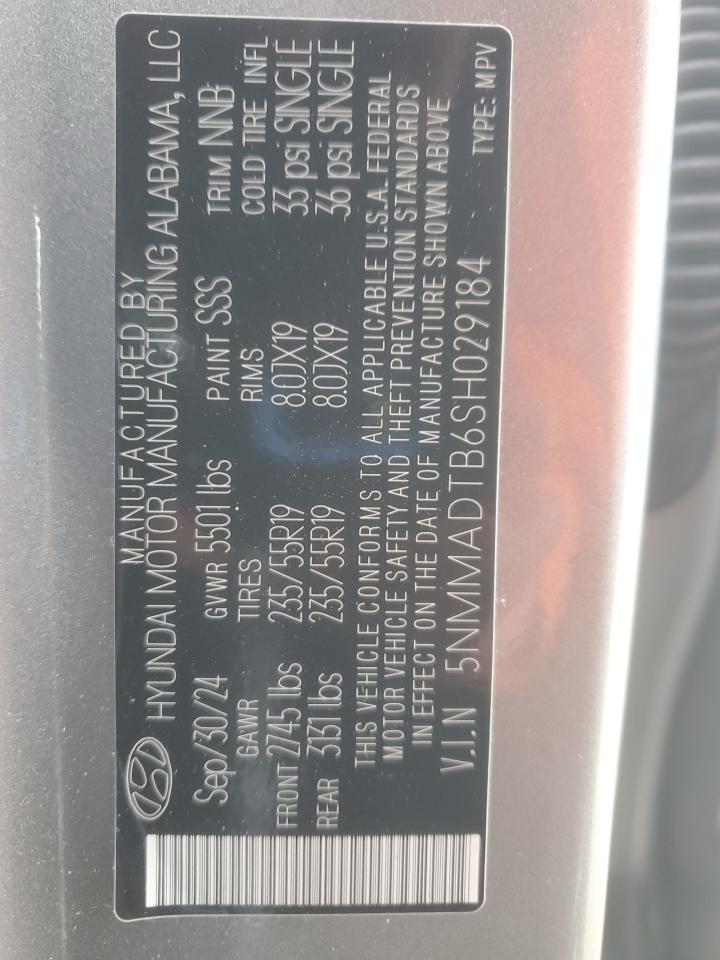 MANUFACTURED BY
HYUNDAI MOTOR MANUFACTURING ALABAMA, LLC
Sep/30/24 GVWR 5501 lbs PAINT SSS TRIM NNB
GAWR TIRES RIMS COLD TIRE INFL
FRONT 2745 lbs 235/55R19 8.0JX19 33 psi SINGLE
REAR 3131 lbs 235/55R19 8.0JX19 36 psi SINGLE
THIS VEHICLE CONFORMS TO ALL APPLICABLE U.S.A. FEDERAL
MOTOR VEHICLE SAFETY AND THEFT PREVENTION STANDARDS
IN EFFECT ON THE DATE OF MANUFACTURE SHOWN ABOVE
V.I.N 5NMMADTB6SH029184 TYPE: MPV